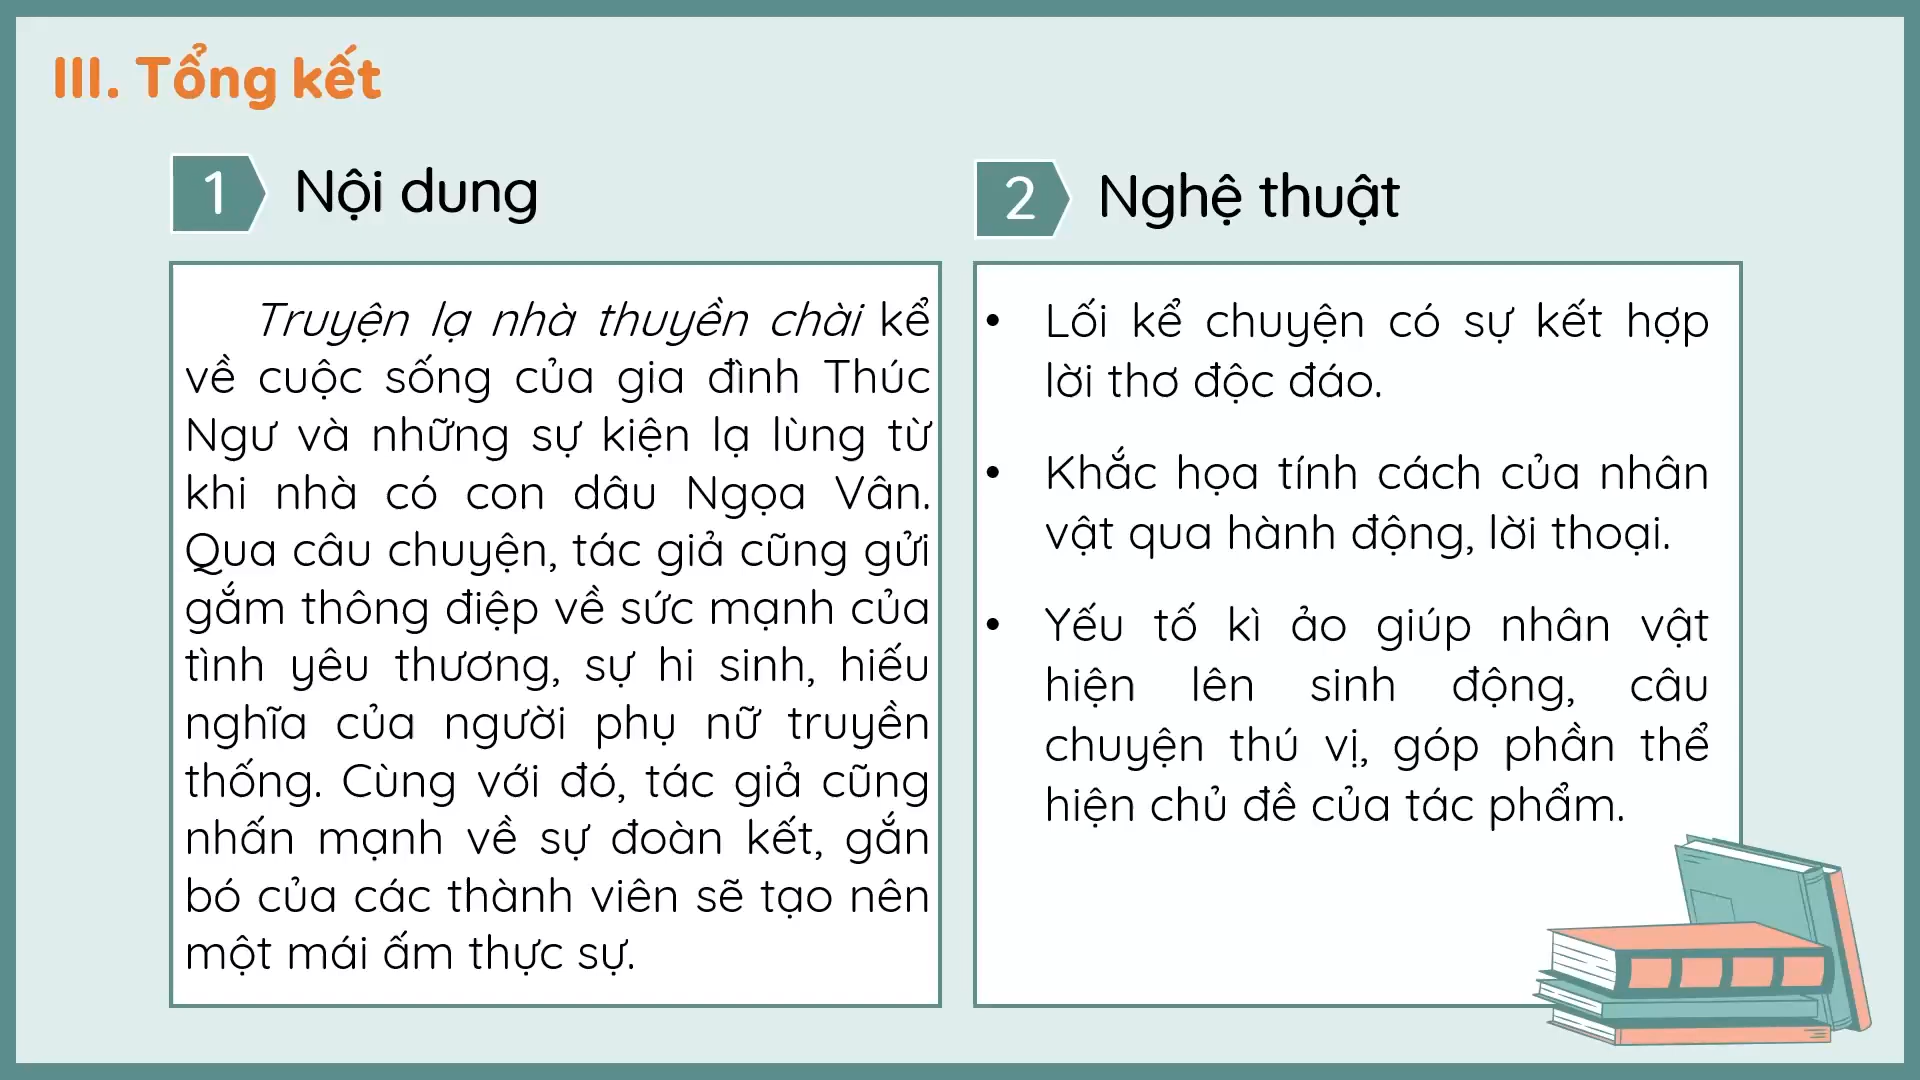 III. Tổng kết
1 Nội dung
Truyện lạ nhà thuyền chài kể
về cuộc sống của gia đình Thúc
Ngư và những sự kiện lạ lùng từ
khi nhà có con dâu Ngọa Vân.
Qua câu chuyện, tác giả cũng gửi
gắm thông điệp về sức mạnh của
tình yêu thương, sự hi sinh, hiếu
nghĩa của người phụ nữ truyền
thống. Cùng với đó, tác giả cũng
nhấn mạnh về sự đoàn kết, gắn
bó của các thành viên sẽ tạo nên
một mái ấm thực sự.
2 Nghệ thuật
• Lối kể chuyện có sự kết hợp
lời thơ độc đáo.
• Khắc họa tính cách của nhân
vật qua hành động, lời thoại.
• Yếu tố kì ảo giúp nhân vật
hiện lên sinh động, câu
chuyện thú vị, góp phần thể
hiện chủ đề của tác phẩm.